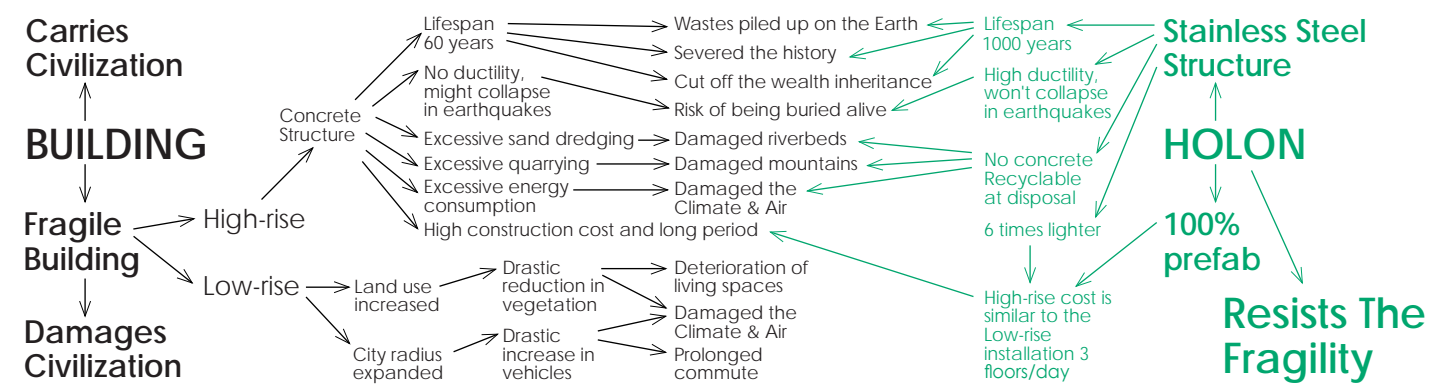 Carries
Civilization
BUILDING
Fragile
Building
Damages
Civilization
High-rise
Low-rise
Concrete
Structure
Lifespan
60 years
No ductility,
might collapse
in earthquakes
Excessive sand dredging
Excessive quarrying
Excessive energy
consumption
High construction cost and long period
Land use
increased
City radius
expanded
Drastic
reduction in
vegetation
Drastic
increase in
vehicles
Wastes piled up on the Earth
Severed the history
Cut off the wealth inheritance
Risk of being buried alive
Damaged riverbeds
Damaged mountains
Damaged the
Climate & Air
Deterioration of
living spaces
Damaged the
Climate & Air
Prolonged
commute
Lifespan
1000 years
High ductility,
won't collapse
in earthquakes
No concrete
Recyclable
at disposal
6 times lighter
High-rise cost is
similar to the
Low-rise
installation 3
floors/day
Stainless Steel
Structure
HOLON
100%
prefab
Resists The
Fragility